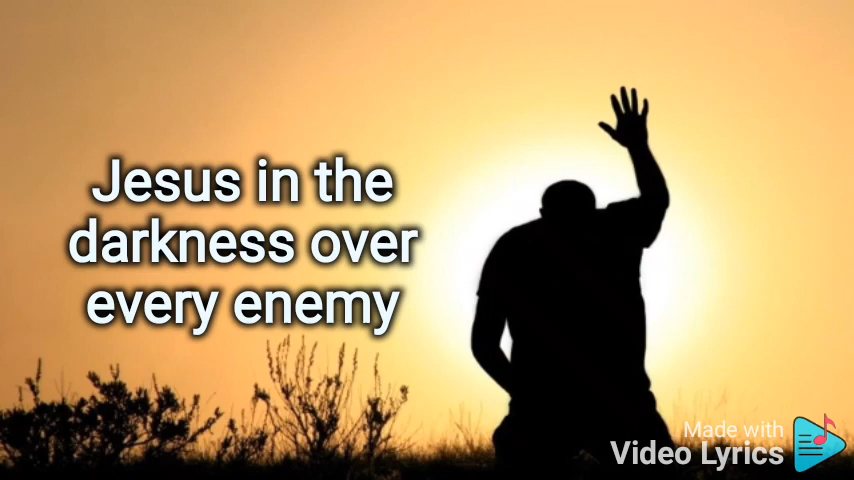 Jesus in the
darkness over
every enemy
Made with
Video Lyrics